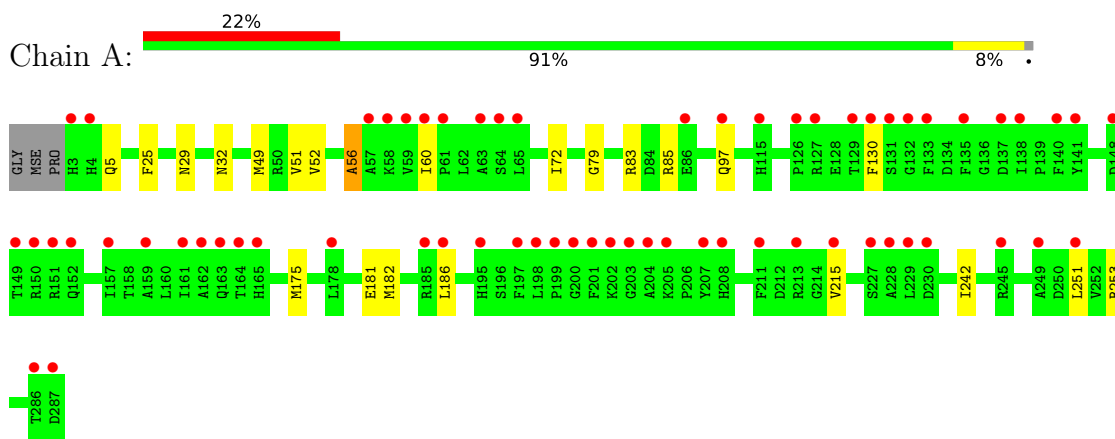 22%
Chain A:
91% 8% •
GLY MSE PRO H3 H4 Q5 F25 N29 N32 M49 R50 V51 V52 A56 A57 K58 V59 I60 P61 L62 A63 S64 L65 I72 G79 R83 D84 R85 E86 Q97 H115 P126 R127 E128 T129 F130 S131 G132 F133 D134 F135 G136 D137 I138 P139 F140 Y141 D148
T149 R150 R151 Q152 I157 T158 A159 L160 I161 A162 Q163 T164 H165 M175 L178 E181 M182 R185 L186 H195 S196 F197 L198 P199 G200 F201 K202 G203 A204 K205 P206 Y207 H208 F211 D212 R213 G214 V215 S227 A228 L229 D230 I242 R245 A249 D250 L251 V252
T286 D287